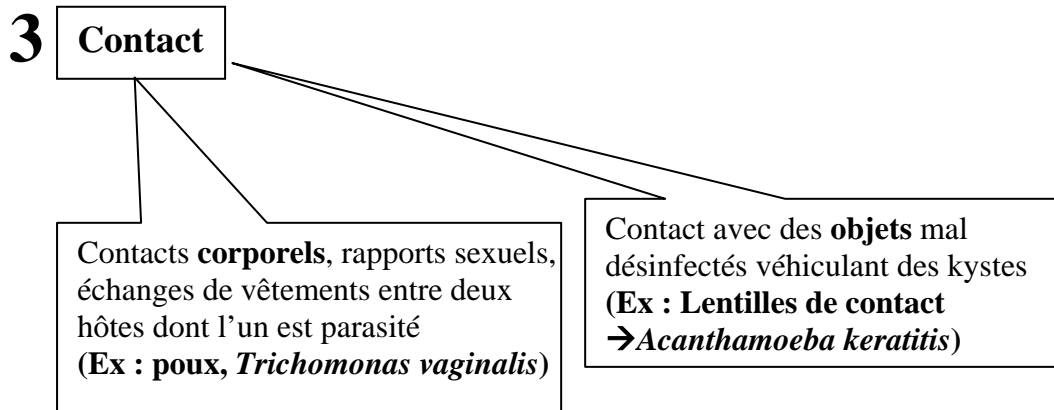 3 Contact
Contacts corporels, rapports sexuels,
échanges de vêtements entre deux
hôtes dont l’un est parasité
(Ex : poux, Trichomonas vaginalis)
Contact avec des objets mal
désinfectés véhiculant des kystes
(Ex : Lentilles de contact
→Acanthamoeba keratitis)